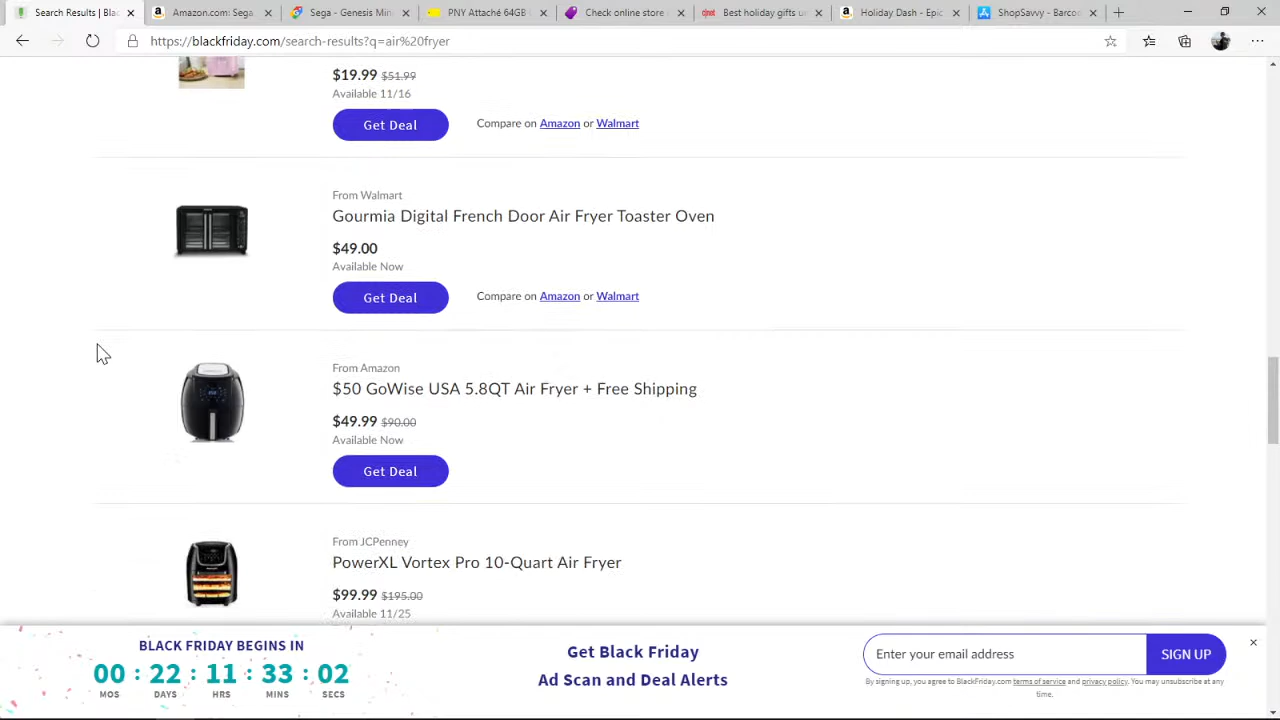 Search Results | B
Amazon.com: Sega
Sega - Genesis Min
PNY Attache 64GB
Check online store
Best holiday gifts u
Holiday Dash - Epic
ShopSavvy - Barcod
https://blackfriday.com/search-results?q=air%20fryer
$19.99 $51.99
Available 11/16
Get Deal
Compare on Amazon or Walmart
From Walmart
Gourmia Digital French Door Air Fryer Toaster Oven
$49.00
Available Now
Get Deal
Compare on Amazon or Walmart
From Amazon
$50 GoWise USA 5.8QT Air Fryer + Free Shipping
$49.99 $90.00
Available Now
Get Deal
From JCPenney
PowerXL Vortex Pro 10-Quart Air Fryer
$99.99 $195.00
Available 11/25
BLACK FRIDAY BEGINS IN
00 : 22 : 11 : 33 : 02
MOS DAYS HRS MINS SECS
Get Black Friday
Ad Scan and Deal Alerts
Enter your email address
SIGN UP
By signing up, you agree to BlackFriday.com terms of service and privacy policy. You may unsubscribe at any
time.